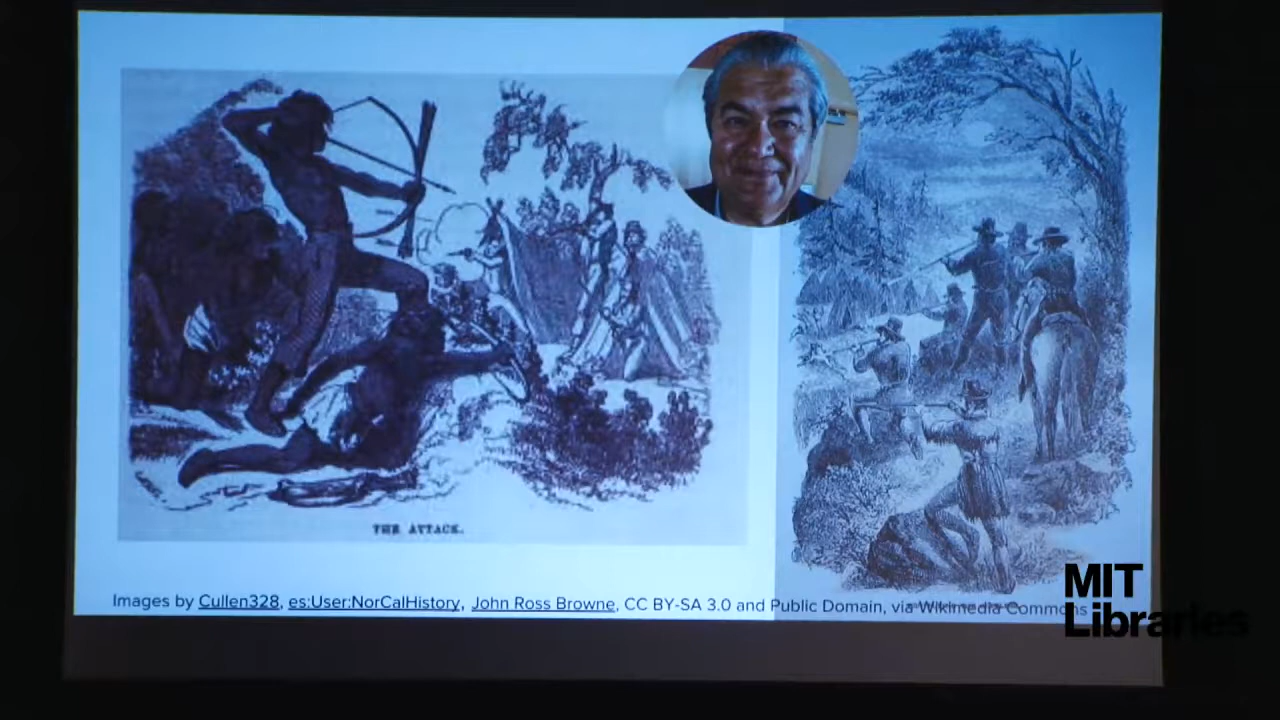 THE ATTACK.
Images by Cullen328, es:User:NorCalHistory, John Ross Browne, CC BY-SA 3.0 and Public Domain, via Wikimedia Commons
MIT
Libraries